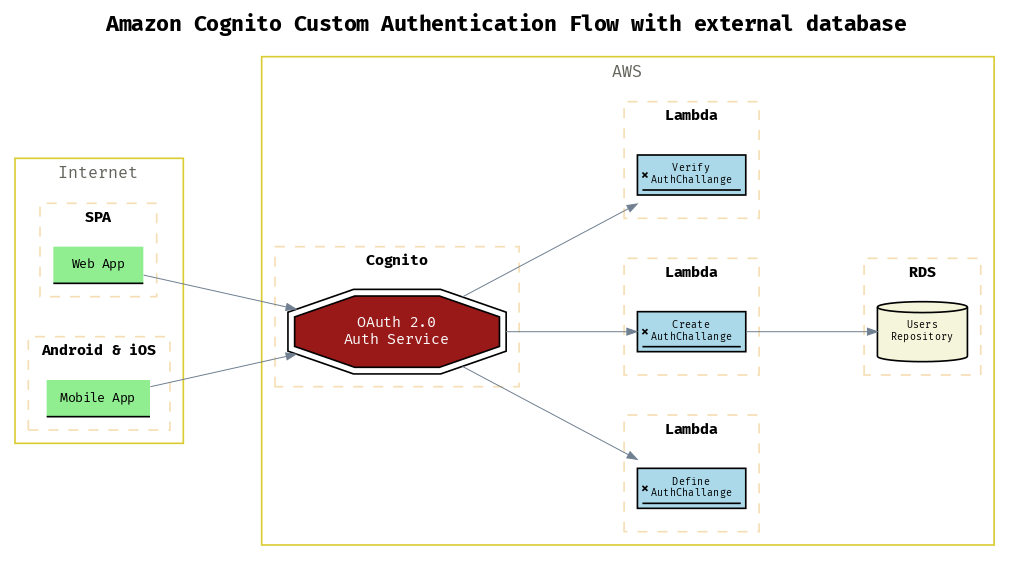 Amazon Cognito Custom Authentication Flow with external database
AWS
Internet
SPA
Web App
Android & iOS
Mobile App
Cognito
OAuth 2.0
Auth Service
Lambda
Verify
AuthChallange
Lambda
Create
AuthChallange
Lambda
Define
AuthChallange
RDS
Users
Repository